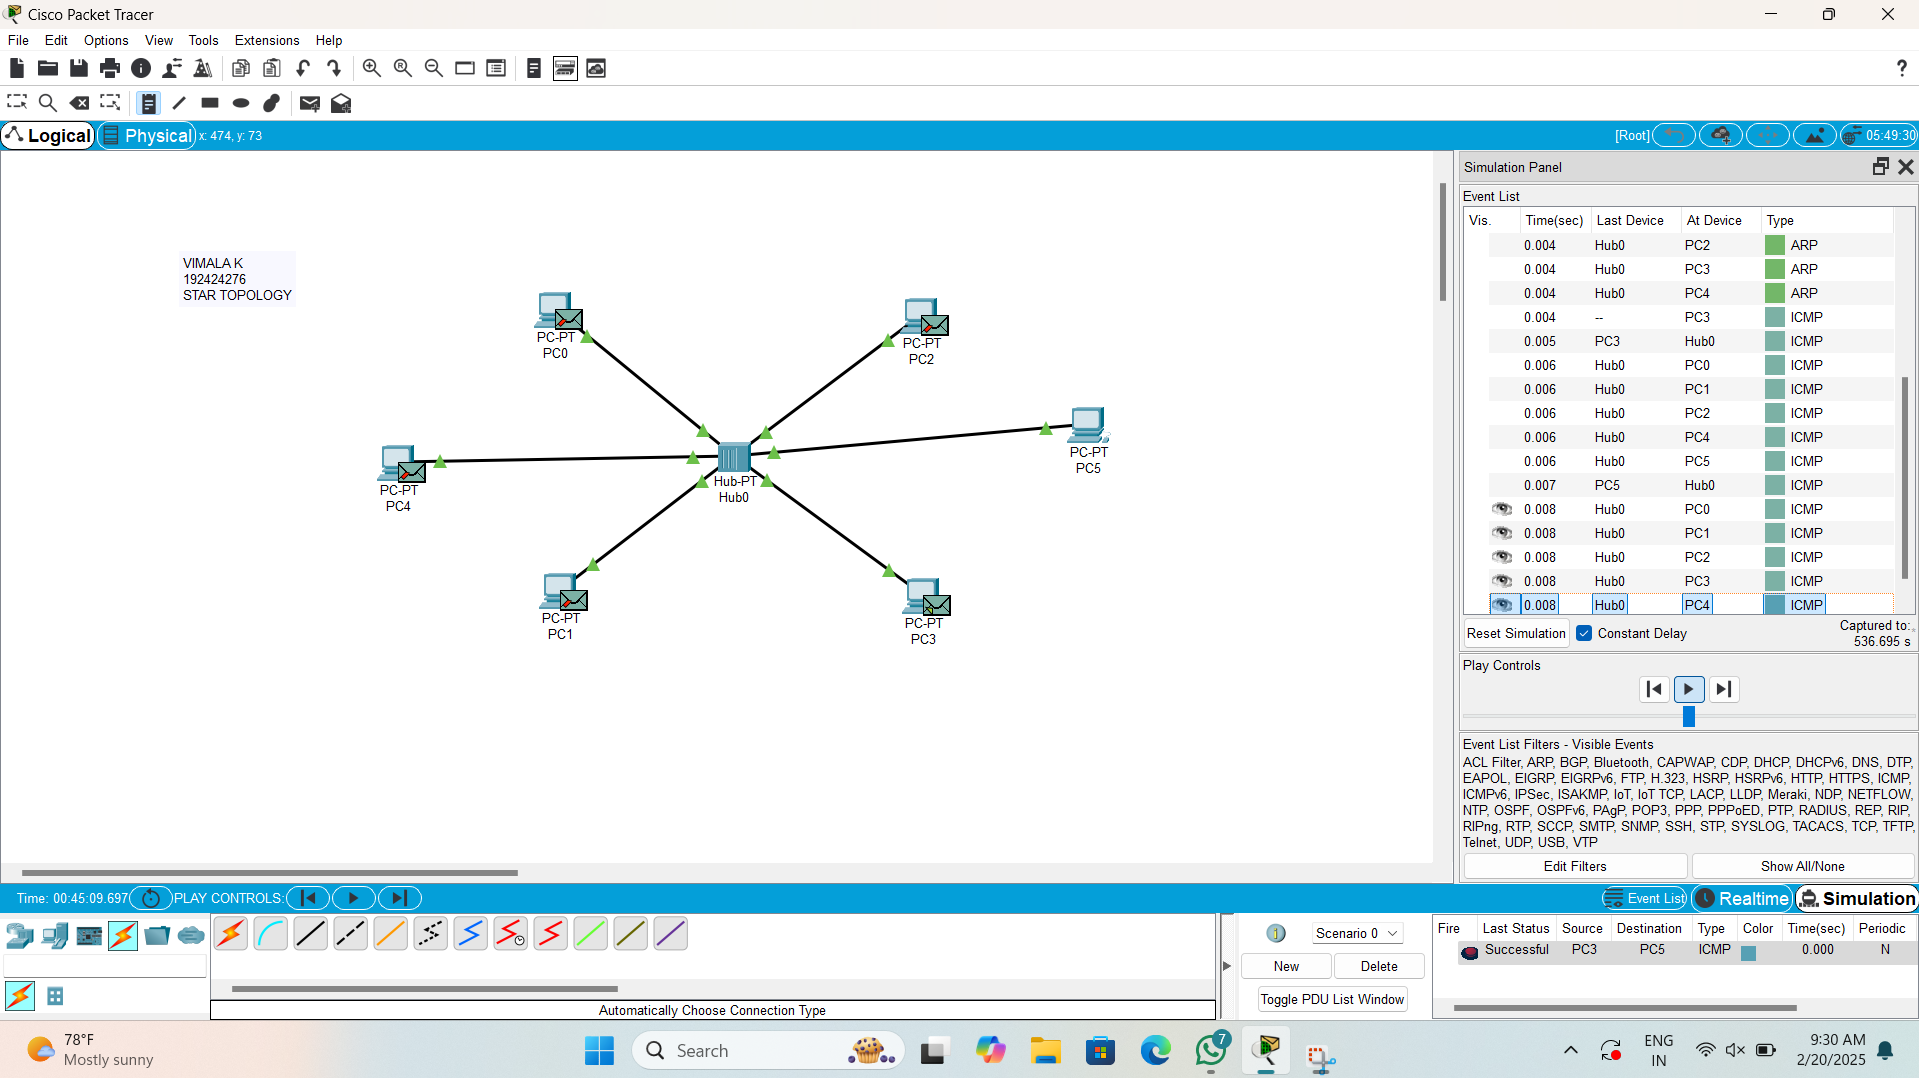 Cisco Packet Tracer
File Edit Options View Tools Extensions Help
?
Logical Physical x: 474, y: 73 [Root] 05:49:30
VIMALA K
192424276
STAR TOPOLOGY
PC-PT
PC0
PC-PT
PC2
PC-PT
PC5
PC-PT
PC4
Hub-PT
Hub0
PC-PT
PC1
PC-PT
PC3
Simulation Panel
Event List
Vis. Time(sec) Last Device At Device Type
0.004 Hub0 PC2 ARP
0.004 Hub0 PC3 ARP
0.004 Hub0 PC4 ARP
0.004 -- PC3 ICMP
0.005 PC3 Hub0 ICMP
0.006 Hub0 PC0 ICMP
0.006 Hub0 PC1 ICMP
0.006 Hub0 PC2 ICMP
0.006 Hub0 PC4 ICMP
0.006 Hub0 PC5 ICMP
0.007 PC5 Hub0 ICMP
0.008 Hub0 PC0 ICMP
0.008 Hub0 PC1 ICMP
0.008 Hub0 PC2 ICMP
0.008 Hub0 PC3 ICMP
0.008 Hub0 PC4 ICMP
Reset Simulation Constant Delay Captured to:
536.695 s
Play Controls
Event List Filters - Visible Events
ACL Filter, ARP, BGP, Bluetooth, CAPWAP, CDP, DHCP, DHCPv6, DNS, DTP,
EAPOL, EIGRP, EIGRPv6, FTP, H.323, HSRP, HSRPv6, HTTP, HTTPS, ICMP,
ICMPv6, IPSec, ISAKMP, IoT, IoT TCP, LACP, LLDP, Meraki, NDP, NETFLOW,
NTP, OSPF, OSPFv6, PAgP, POP3, PPP, PPPoED, PTP, RADIUS, REP, RIP,
RIPng, RTP, SCCP, SMTP, SNMP, SSH, STP, SYSLOG, TACACS, TCP, TFTP,
Telnet, UDP, USB, VTP
Edit Filters Show All/None
Time: 00:45:09.697 PLAY CONTROLS: Event List Realtime Simulation
Scenario 0
New Delete
Toggle PDU List Window
Fire Last Status Source Destination Type Color Time(sec) Periodic
Successful PC3 PC5 ICMP 0.000 N
Automatically Choose Connection Type
78°F
Mostly sunny
Search
7
ENG
IN
9:30 AM
2/20/2025